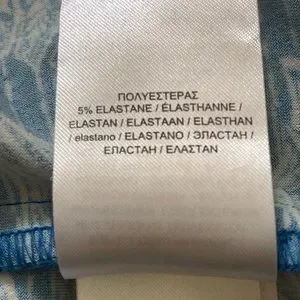 ΠΟΛΥΕΣΤΕΡΑΣ
5% ELASTANE / ÉLASTHANNE /
ELASTAN / ELASTAAN / ELASTHAN
/ elastano / ELASTANO / ЭЛАСТАН /
ЕЛАСТАН / ΕΛΑΣΤΑΝ